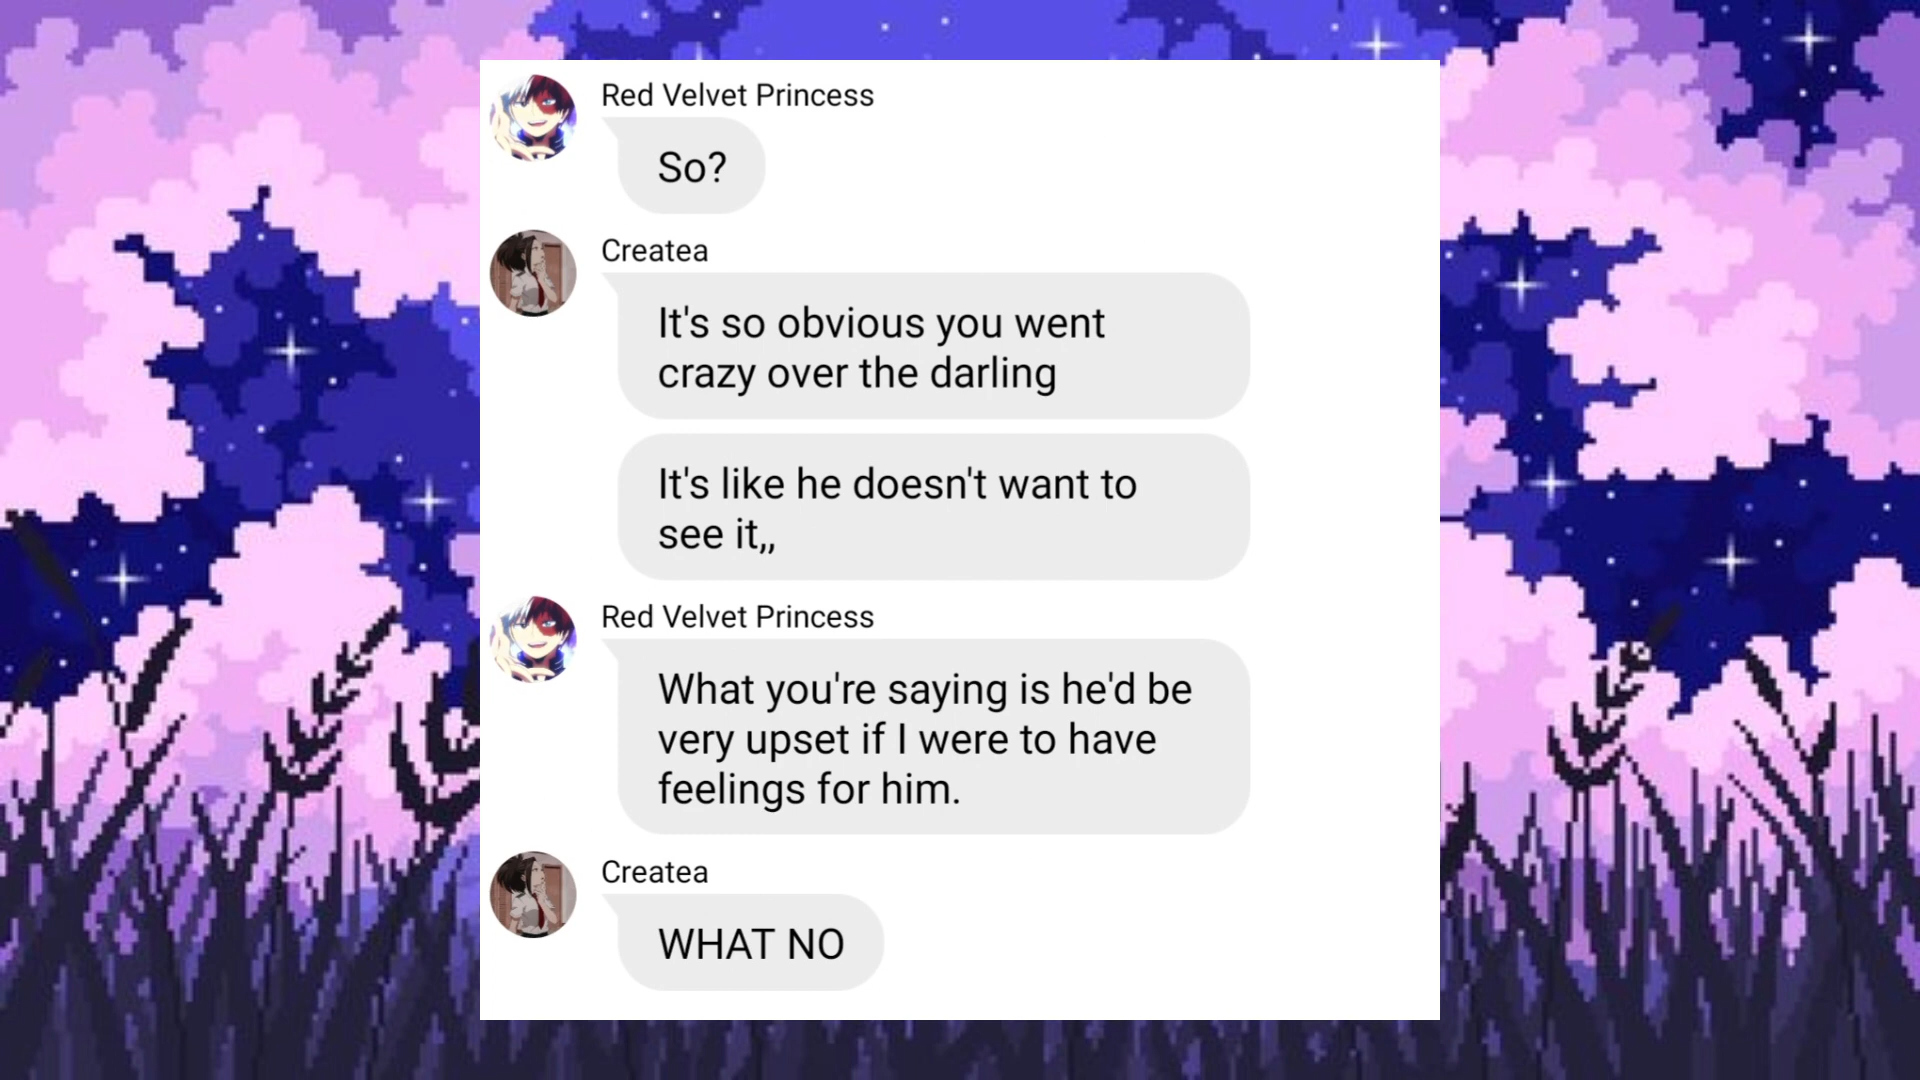 Red Velvet Princess
So?
Createa
It's so obvious you went
crazy over the darling
It's like he doesn't want to
see it,,
Red Velvet Princess
What you're saying is he'd be
very upset if I were to have
feelings for him.
Createa
WHAT NO